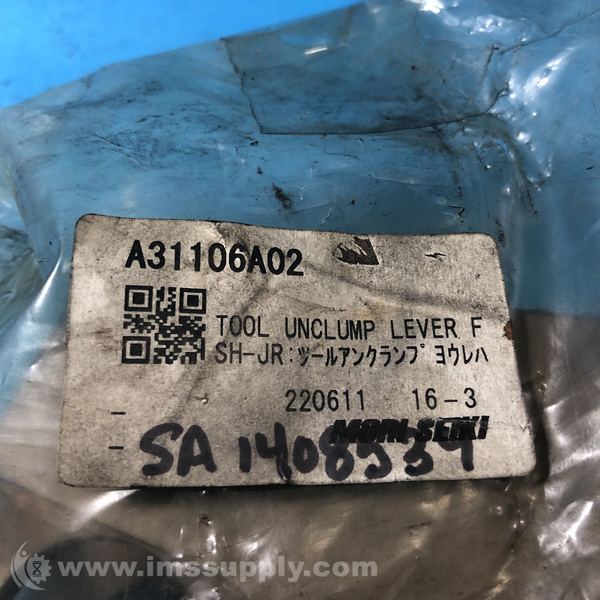 A31106A02
TOOL UNCLUMP LEVER F
SH-JR:ツールアンクランプ ヨウレハ
220611 16-3
MORI SEIKI
SA 1408539
www.imssupply.com